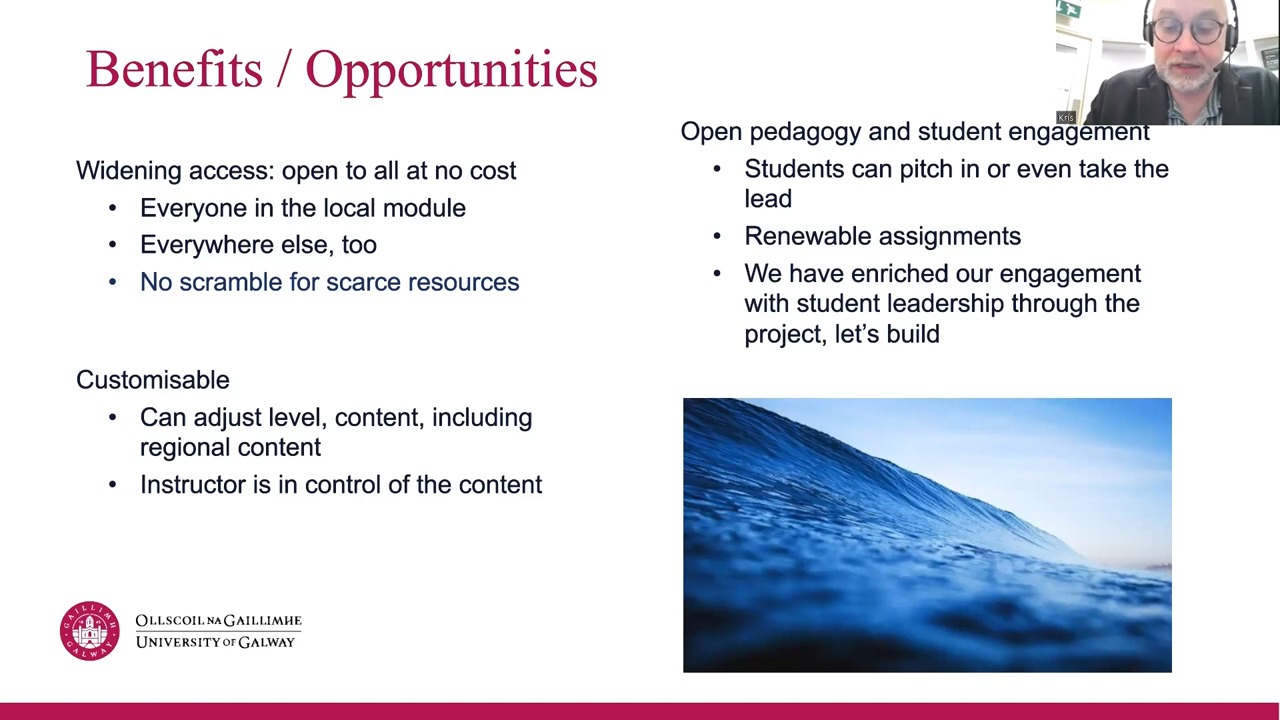 Benefits / Opportunities
Widening access: open to all at no cost
• Everyone in the local module
• Everywhere else, too
• No scramble for scarce resources
Customisable
• Can adjust level, content, including
regional content
• Instructor is in control of the content
Open pedagogy and student engagement
• Students can pitch in or even take the
lead
• Renewable assignments
• We have enriched our engagement
with student leadership through the
project, let’s build
Kris
GAILLIMH
GALWAY
OLLSCOIL NA GAILLIMHE
UNIVERSITY OF GALWAY